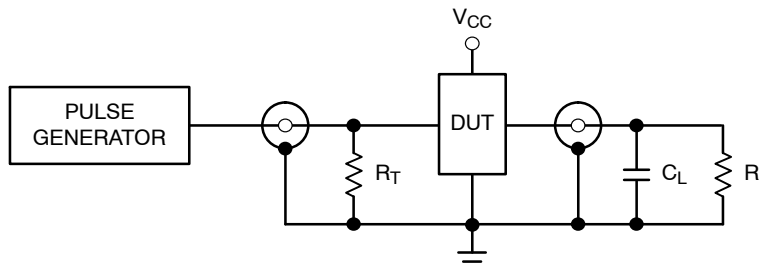 VCC
PULSE
GENERATOR
DUT
RT
CL
R